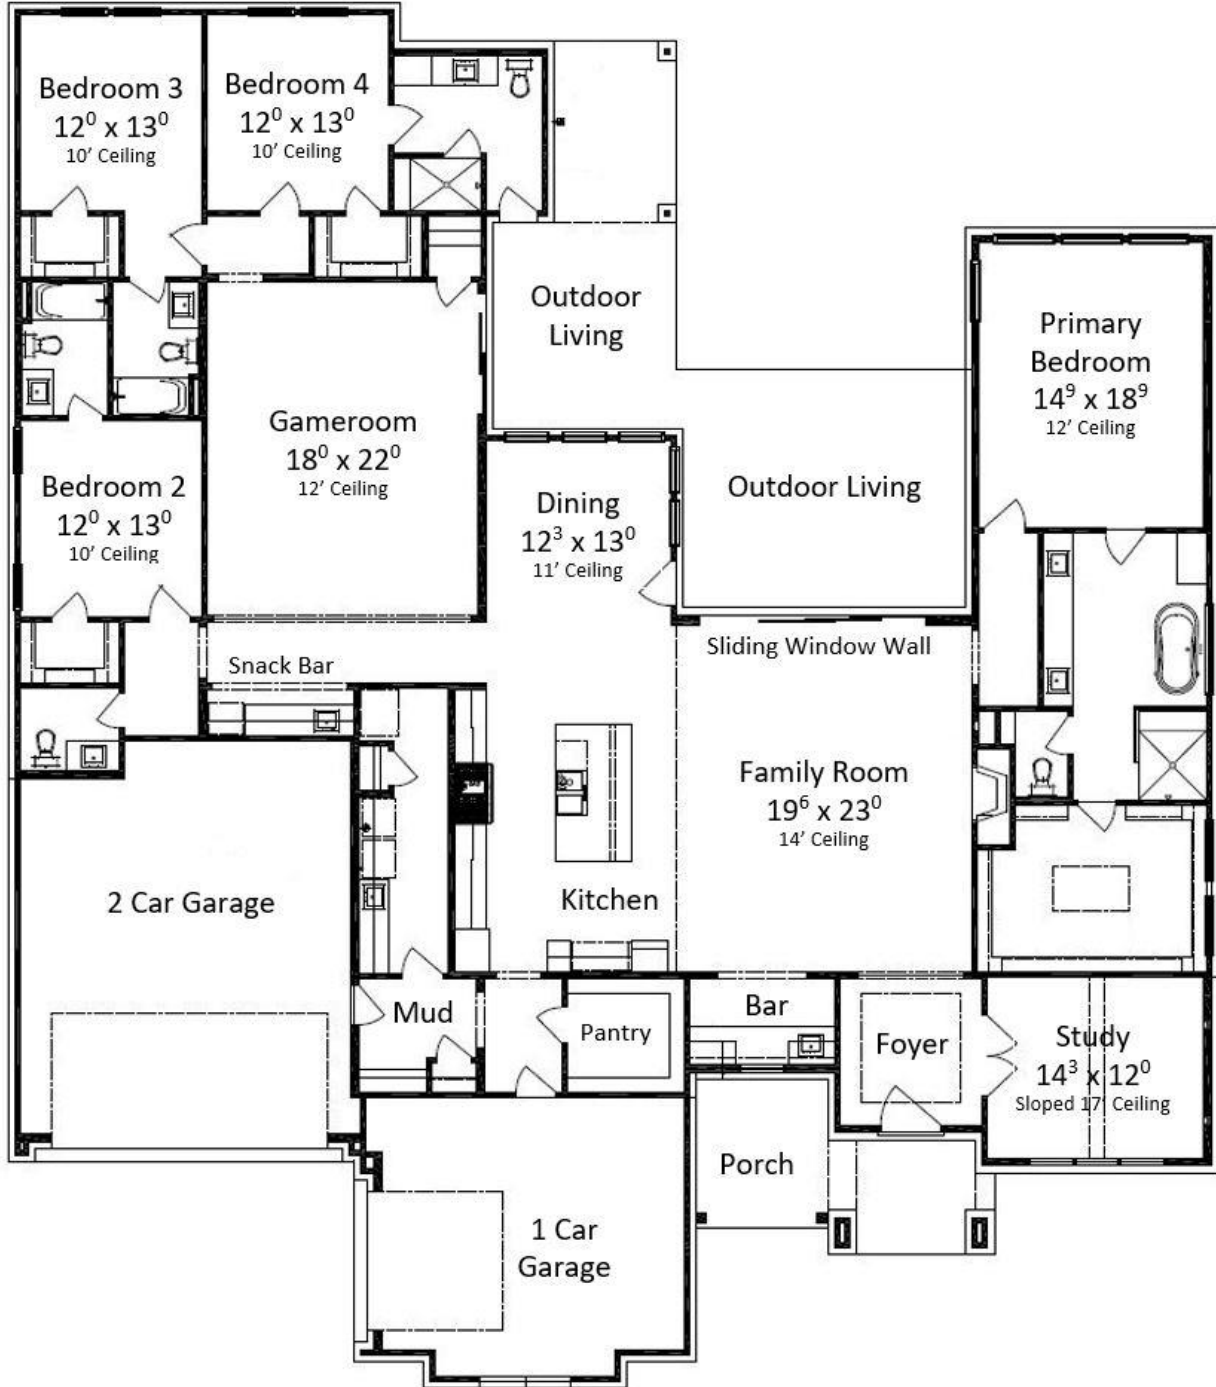 Bedroom 3
12⁰ x 13⁰
10' Ceiling
Bedroom 4
12⁰ x 13⁰
10' Ceiling
Outdoor
Living
Primary
Bedroom
14⁹ x 18⁹
12' Ceiling
Gameroom
18⁰ x 22⁰
12' Ceiling
Bedroom 2
12⁰ x 13⁰
10' Ceiling
Dining
12³ x 13⁰
11' Ceiling
Outdoor Living
Sliding Window Wall
Snack Bar
Family Room
19⁶ x 23⁰
14' Ceiling
2 Car Garage
Kitchen
Mud
Pantry
Bar
Foyer
Study
14³ x 12⁰
Sloped 17' Ceiling
Porch
1 Car
Garage